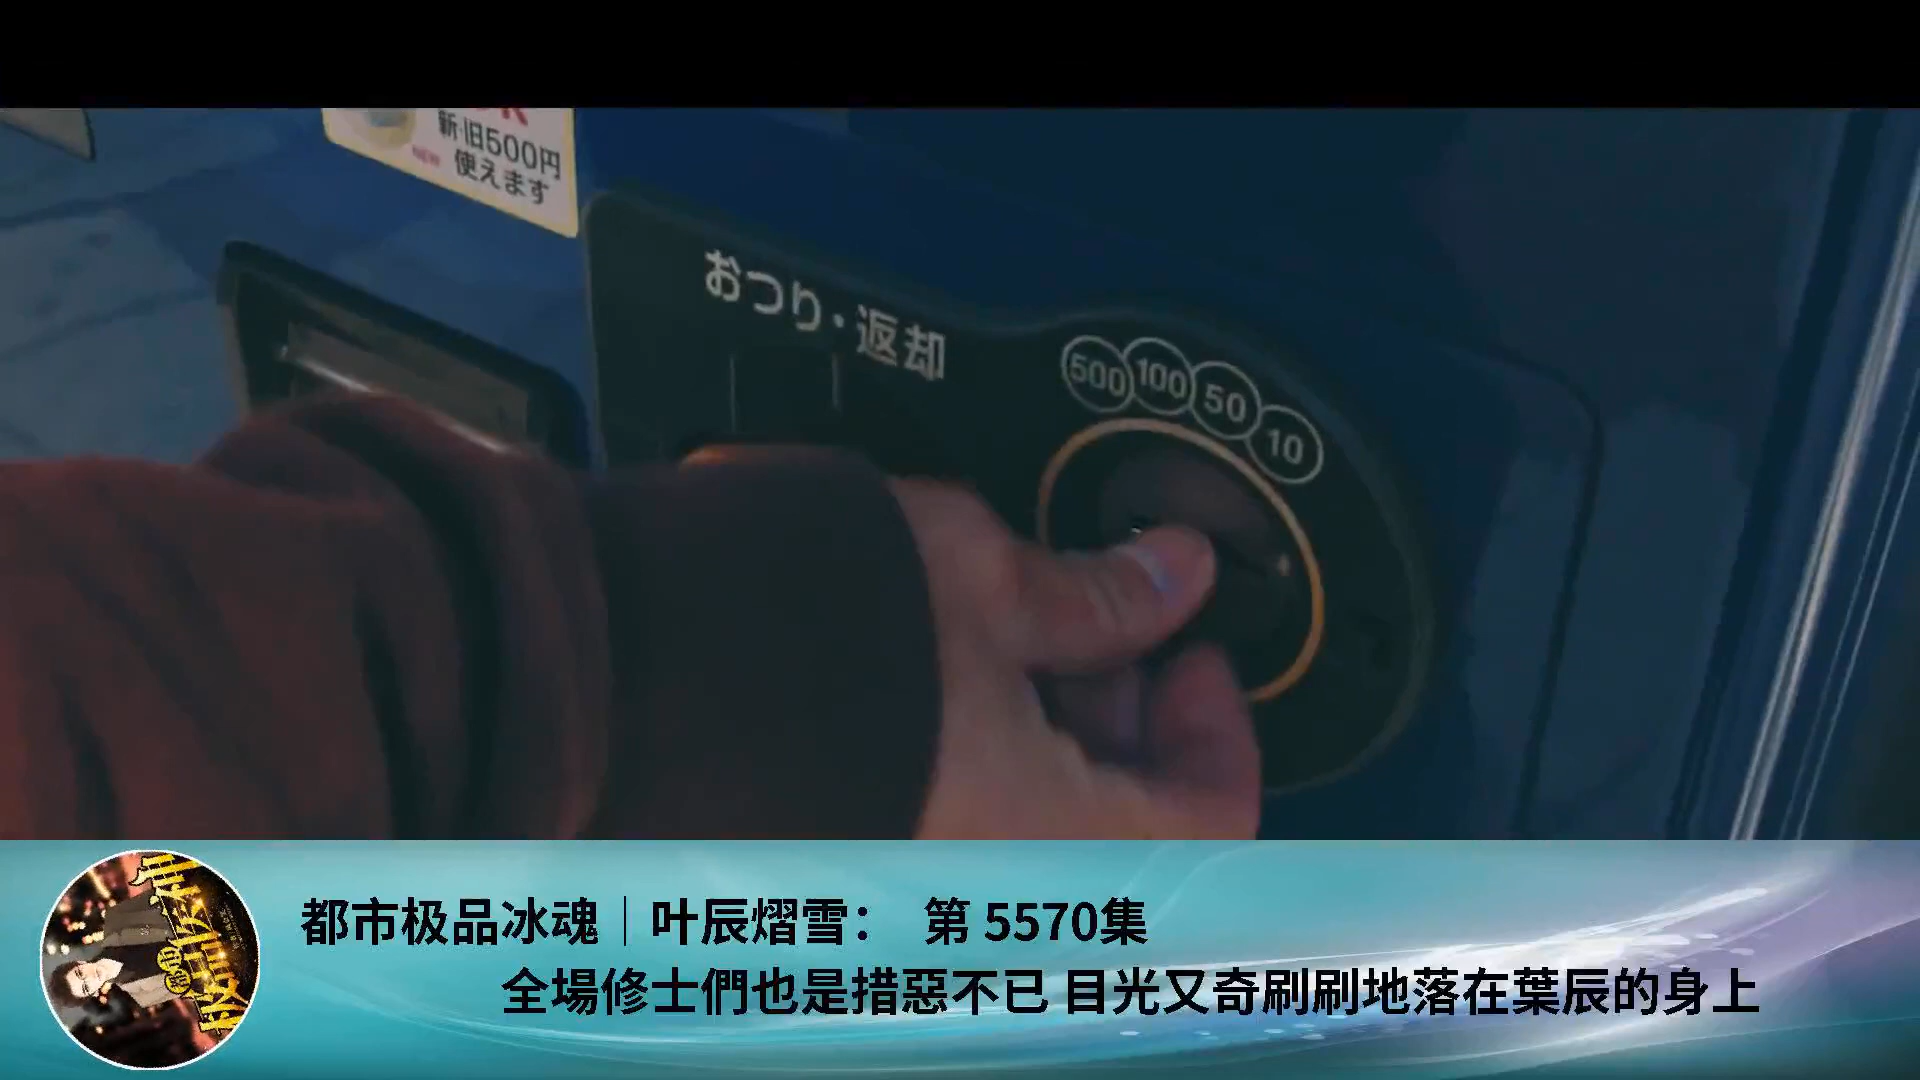 新・旧500円
NEW
使えます
おつり・返却
500
100
50
10
都市极品冰魂｜叶辰熠雪： 第 5570集
全場修士們也是措惡不已 目光又奇刷刷地落在葉辰的身上